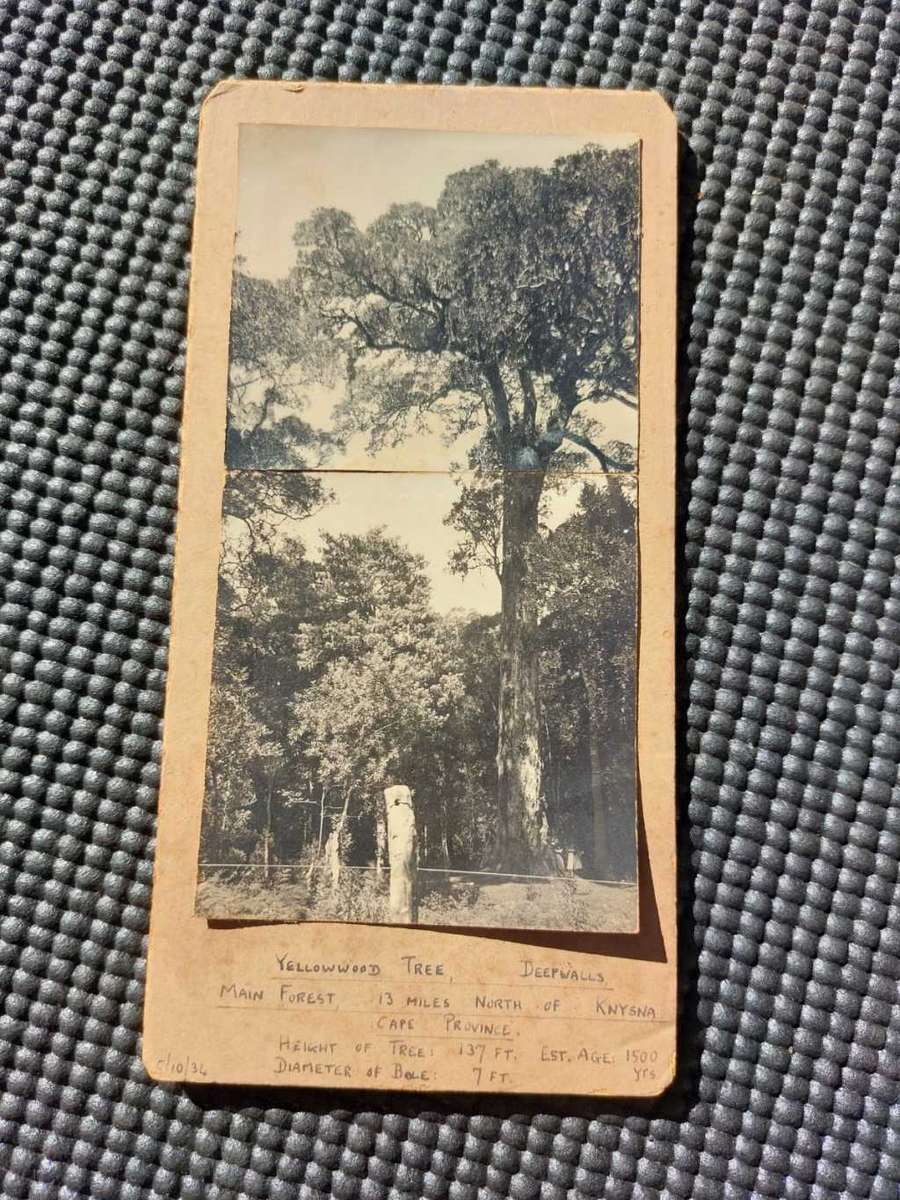 YELLOWWOOD TREE, DEEPWALLS
MAIN FOREST, 13 MILES NORTH OF KNYSNA
CAPE PROVINCE.
HEIGHT OF TREE: 137 FT. EST. AGE: 1500 yrs
DIAMETER OF BOLE: 7 FT.
5/10/34